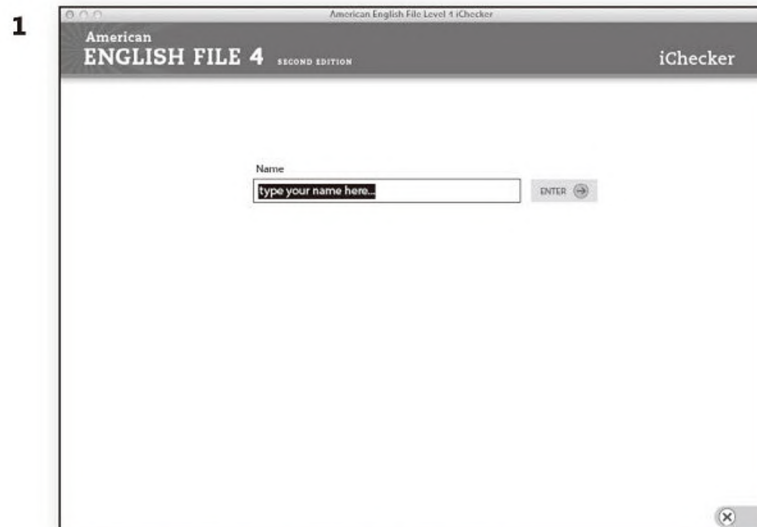 1
American English File Level 4 iChecker
American
ENGLISH FILE 4 SECOND EDITION
iChecker
Name
type your name here...
ENTER